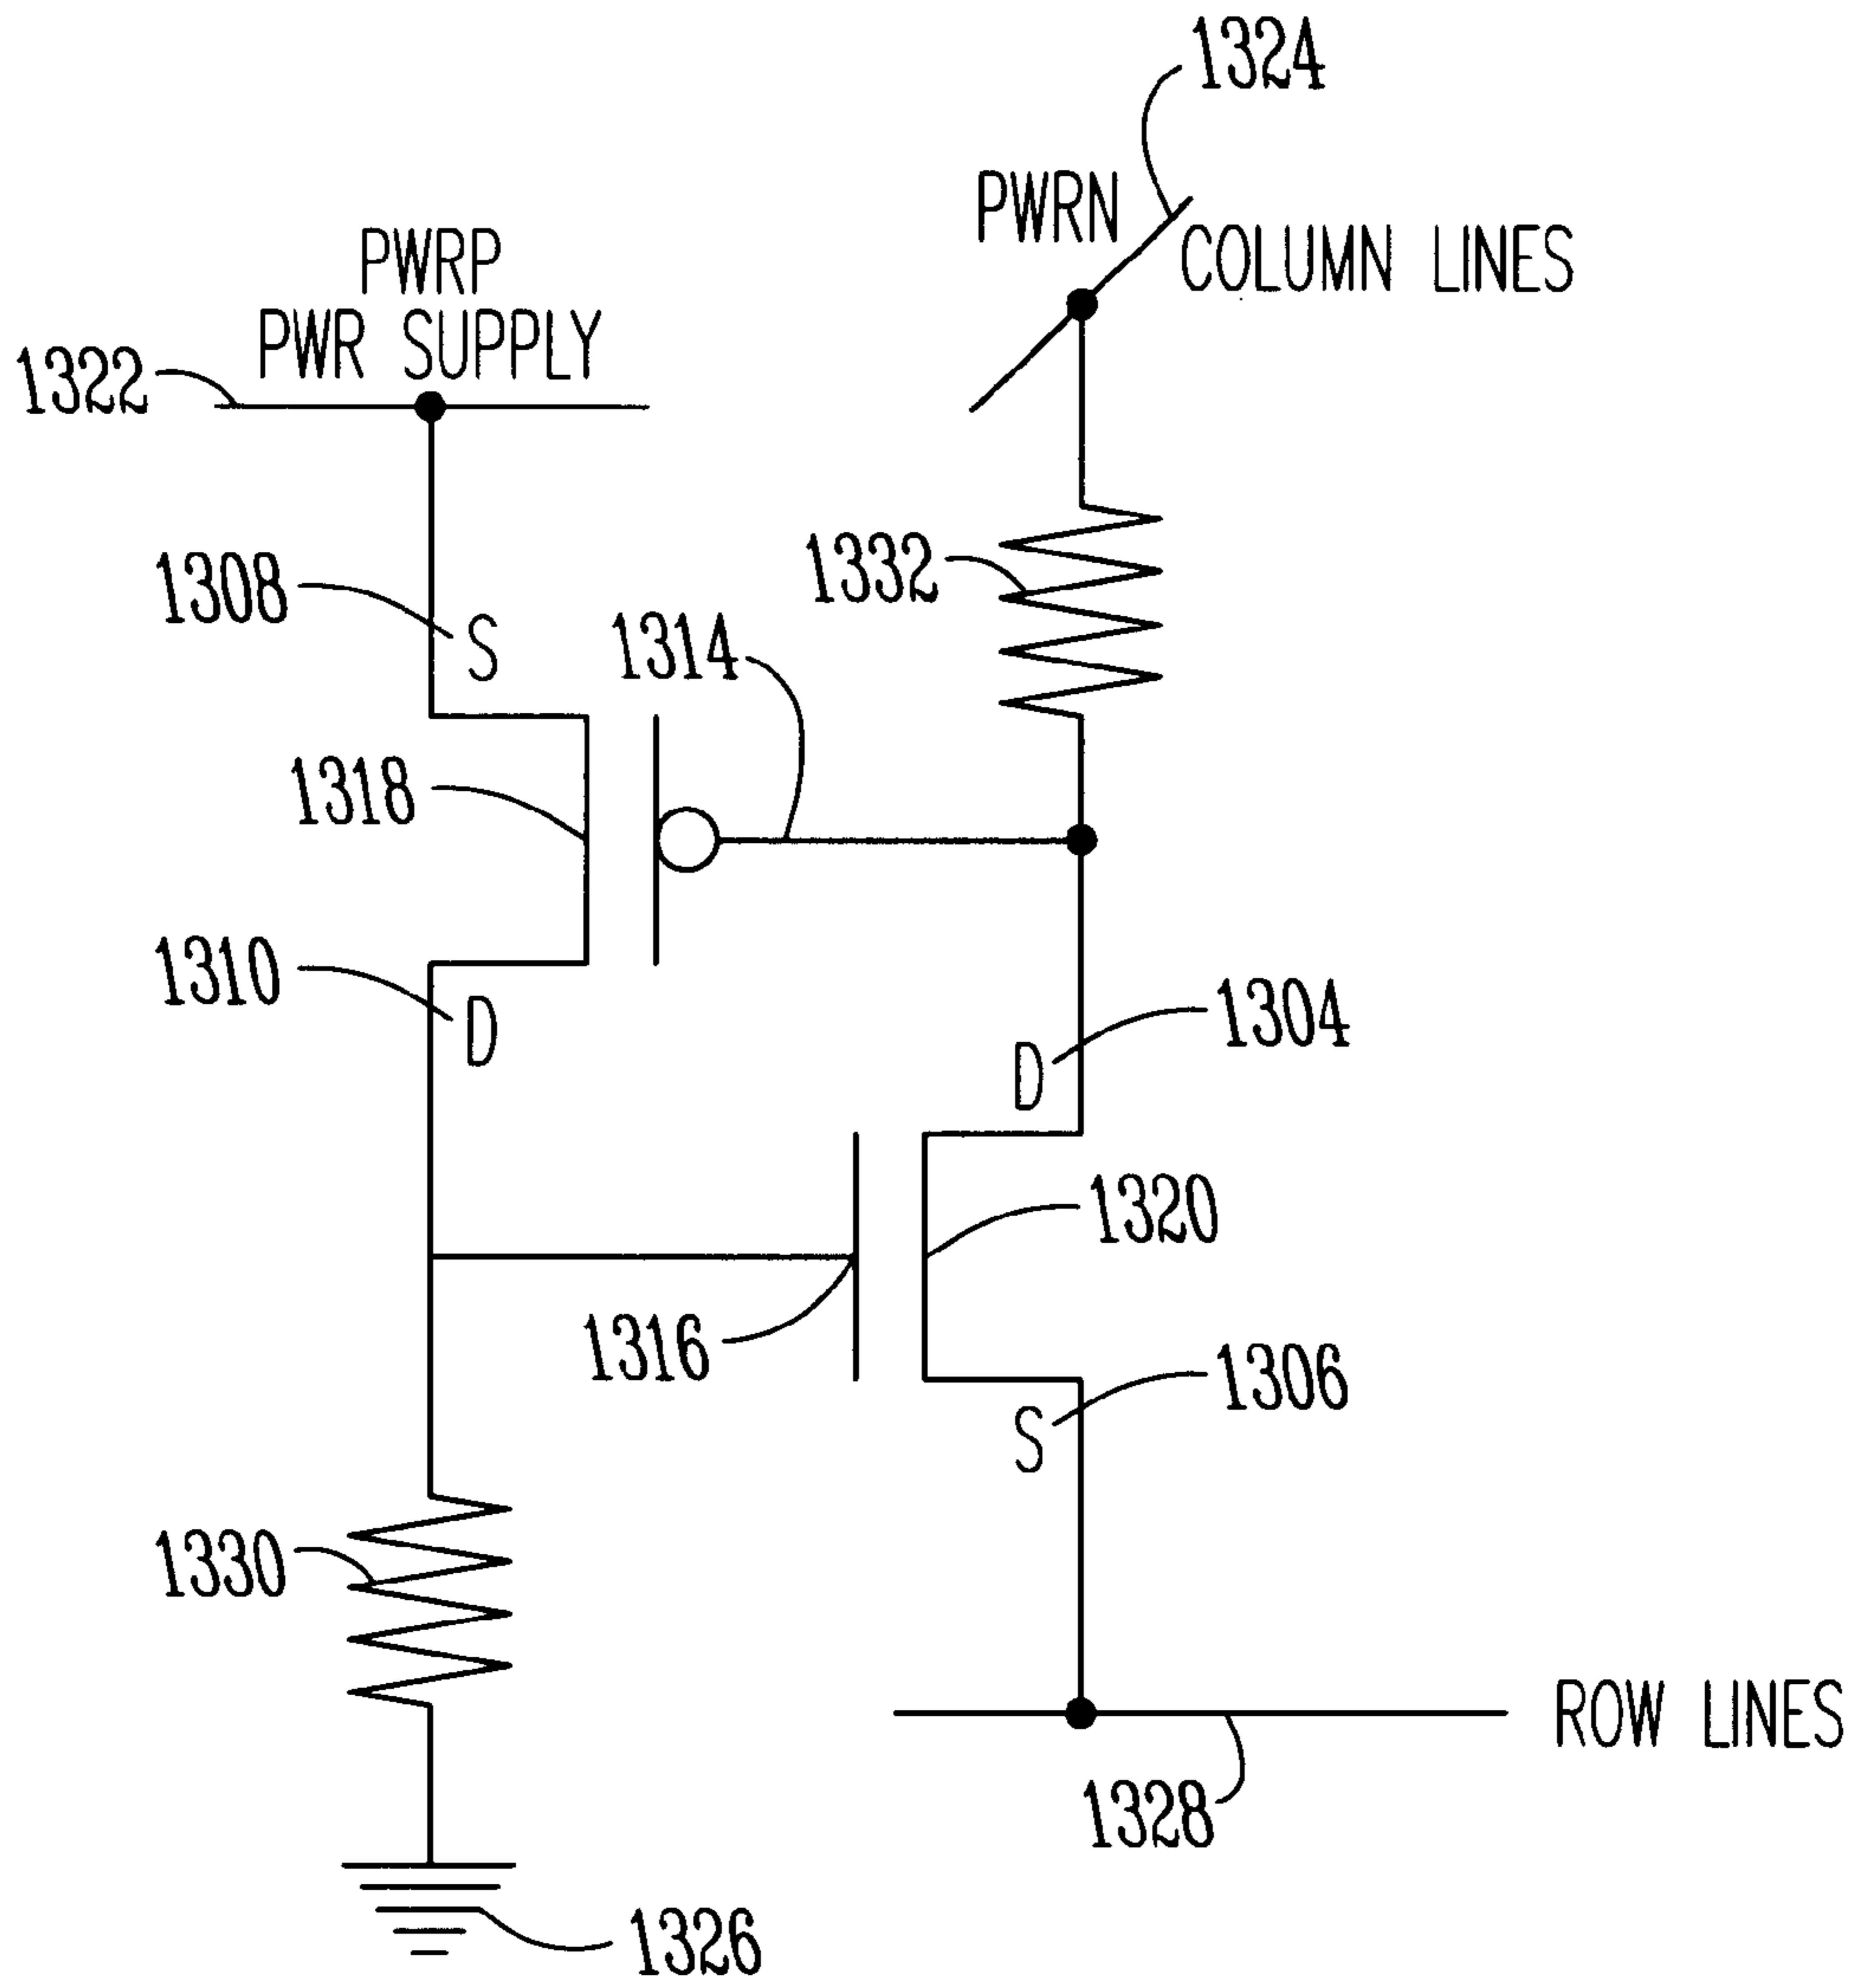 1324
PWRN
COLUMN LINES
PWRP
PWR SUPPLY
1322
1332
1308
S
1314
1318
1310
D
1304
D
1320
1316
1306
S
1330
ROW LINES
1328
1326